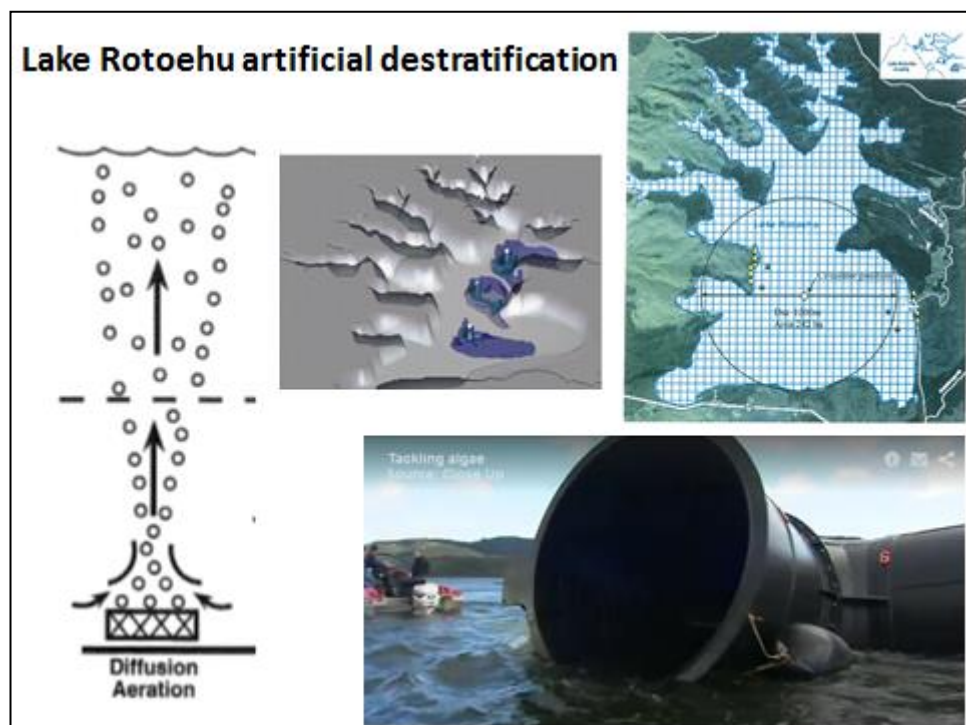 Lake Rotoehu artificial destratification
Diffusion
Aeration
Tackling algae
Source: Close Up